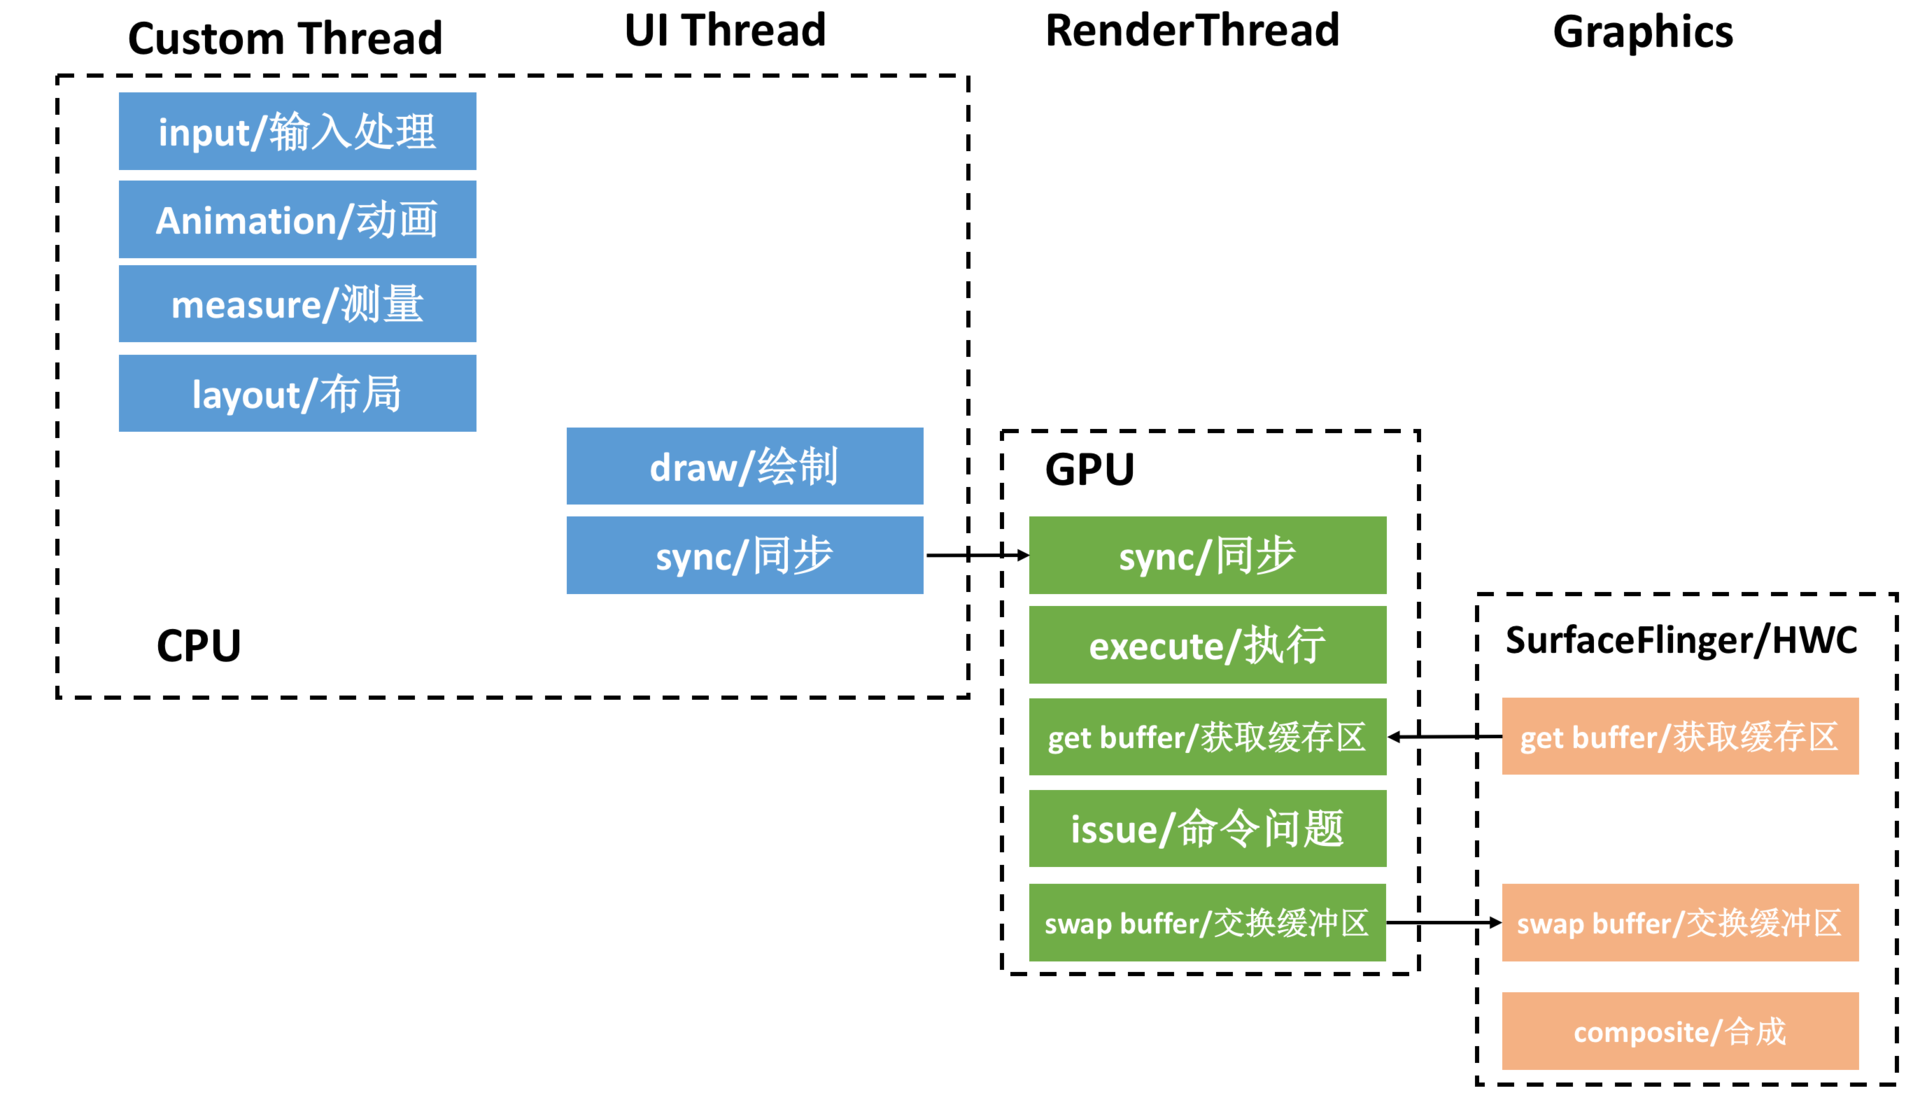 Custom Thread
UI Thread
RenderThread
Graphics
input/输入处理
Animation/动画
measure/测量
layout/布局
draw/绘制
sync/同步
CPU
GPU
sync/同步
execute/执行
get buffer/获取缓存区
issue/命令问题
swap buffer/交换缓冲区
SurfaceFlinger/HWC
get buffer/获取缓存区
swap buffer/交换缓冲区
composite/合成